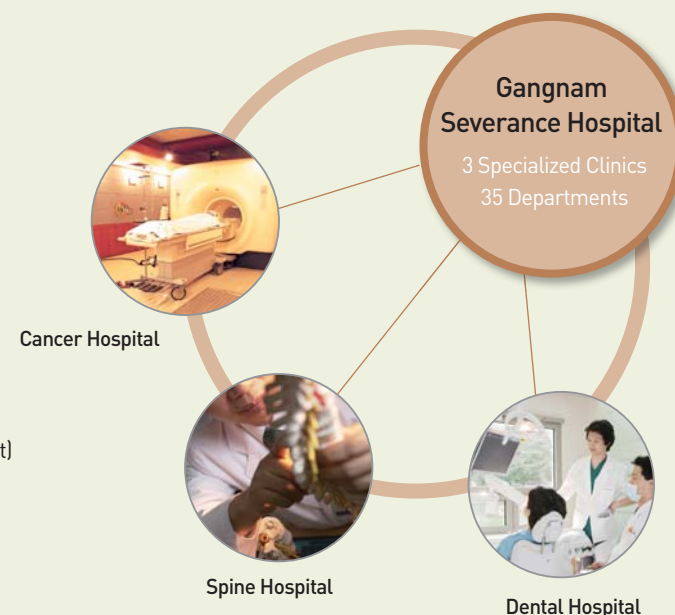 Gangnam
Severance Hospital
3 Specialized Clinics
35 Departments
Cancer Hospital
t)
Spine Hospital
Dental Hospital